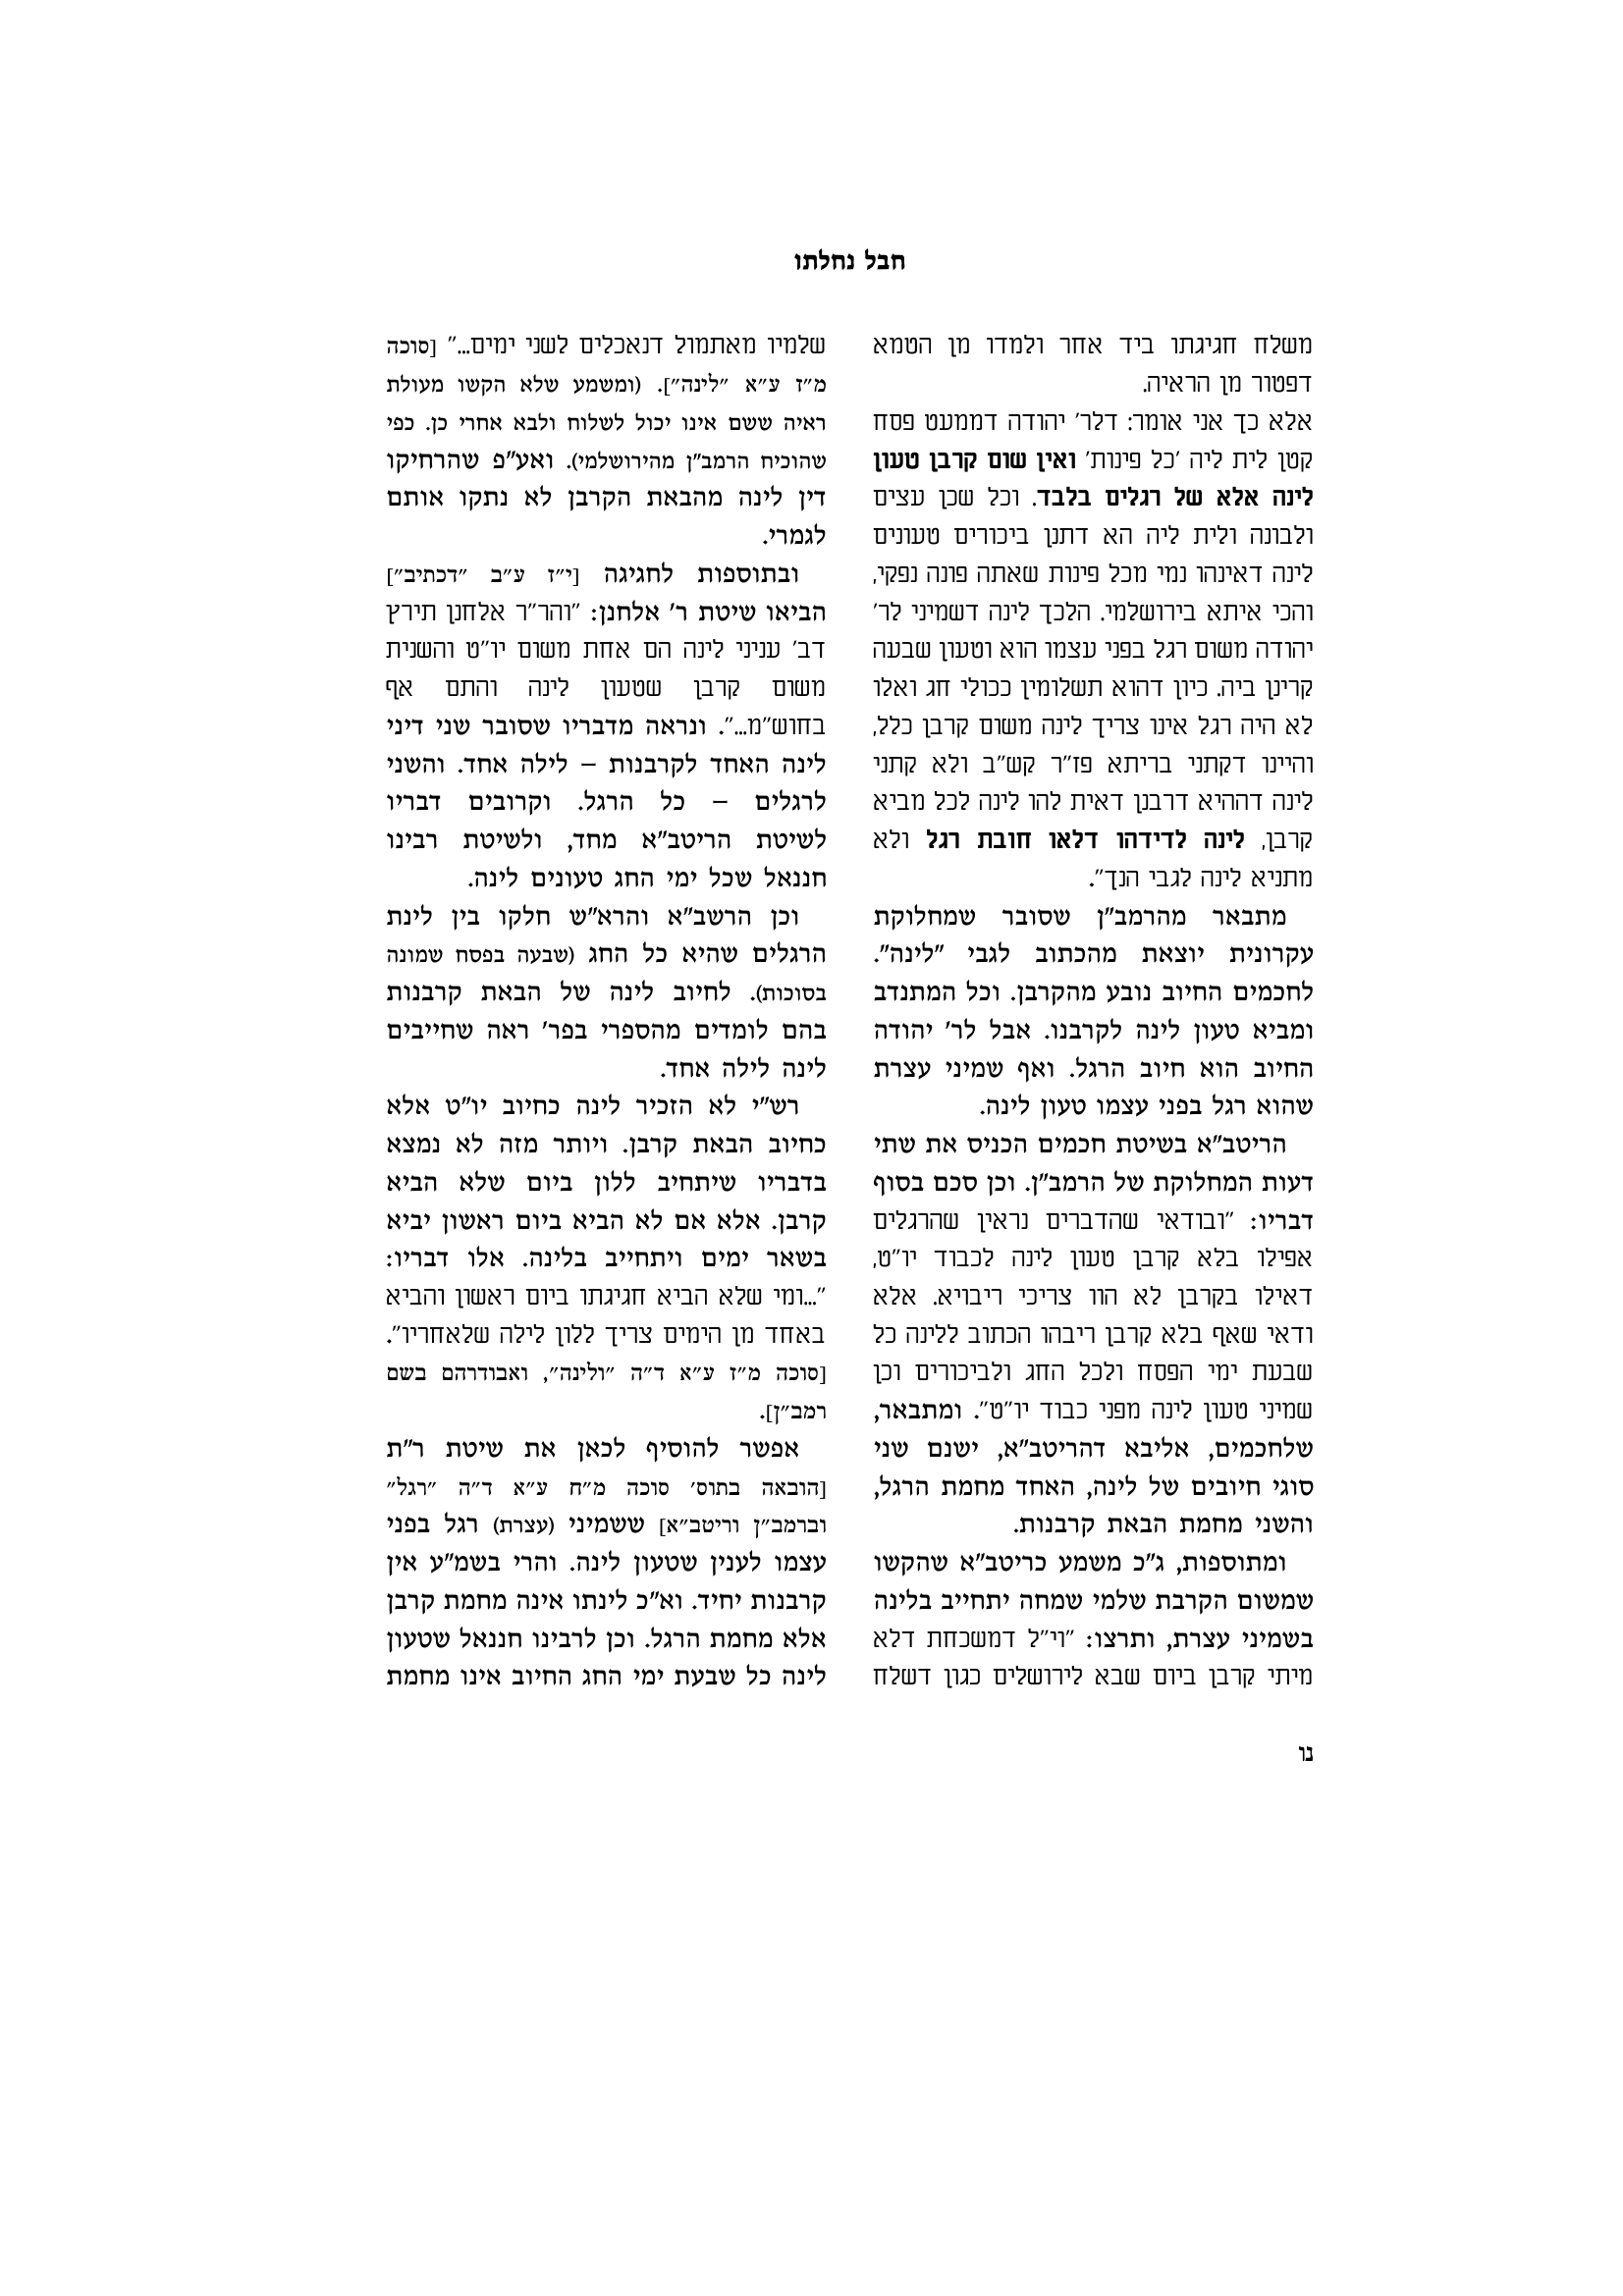 חבל נחלתו
משלח חגיגתו ביד אחר ולמדו מן הטמא
דפטור מן הראיה.
אלא כך אני אומר: דלר' יהודה דממעט פסח
קטן לית ליה 'כל פינות' ואין שום קרבן טעון
לינה אלא של רגלים בלבד. וכל שכן עצים
ולבונה ולית ליה הא דתנן ביכורים טעונים
לינה דאינהו נמי מכל פינות שאתה פונה נפקי,
והכי איתא בירושלמי. הלכך לינה דשמיני לר'
יהודה משום רגל בפני עצמו הוא וטעון שבעה
קרינן ביה. כיון דהוא תשלומין ככולי חג ואלו
לא היה רגל אינו צריך לינה משום קרבן כלל,
והיינו דקתני בריתא פז"ר קש"ב ולא קתני
לינה דההיא דרבנן דאית להו לינה לכל מביא
קרבן, לינה לדידהו דלאו חובת רגל ולא
מתניא לינה לגבי הנך".
מתבאר מהרמב"ן שסובר שמחלוקת
עקרונית יוצאת מהכתוב לגבי "לינה".
לחכמים החיוב נובע מהקרבן. וכל המתנדב
ומביא טעון לינה לקרבנו. אבל לר' יהודה
החיוב הוא חיוב הרגל. ואף שמיני עצרת
שהוא רגל בפני עצמו טעון לינה.
הריטב"א בשיטת חכמים הכניס את שתי
דעות המחלוקת של הרמב"ן. וכן סכם בסוף
דבריו: "ובודאי שהדברים נראין שהרגלים
אפילו בלא קרבן טעון לינה לכבוד יו"ט,
דאילו בקרבן לא הוו צריכי ריבויא. אלא
ודאי שאף בלא קרבן ריבהו הכתוב ללינה כל
שבעת ימי הפסח ולכל החג ולביכורים וכן
שמיני טעון לינה מפני כבוד יו"ט". ומתבאר,
שלחכמים, אליבא דהריטב"א, ישנם שני
סוגי חיובים של לינה, האחד מחמת הרגל,
והשני מחמת הבאת קרבנות.
ומתוספות, ג"כ משמע כריטב"א שהקשו
שמשום הקרבת שלמי שמחה יתחייב בלינה
בשמיני עצרת, ותרצו: "וי"ל דמשכחת דלא
מיתי קרבן ביום שבא לירושלים כגון דשלח
שלמיו מאתמול דנאכלים לשני ימים..." [סוכה
מ"ז ע"א "לינה"]. (ומשמע שלא הקשו מעולת
ראיה ששם אינו יכול לשלוח ולבא אחרי כן. כפי
שהוכיח הרמב"ן מהירושלמי). ואע"פ שהרחיקו
דין לינה מהבאת הקרבן לא נתקו אותם
לגמרי.
ובתוספות לחגיגה [י"ז ע"ב "דכתיב"]
הביאו שיטת ר' אלחנן: "והר"ר אלחנן תירץ
דב' עניני לינה הם אחת משום יו"ט והשנית
משום קרבן שטעון לינה והתם אף
בחוש"מ...". ונראה מדבריו שסובר שני דיני
לינה האחד לקרבנות – לילה אחד. והשני
לרגלים – כל הרגל. וקרובים דבריו
לשיטת הריטב"א מחד, ולשיטת רבינו
חננאל שכל ימי החג טעונים לינה.
וכן הרשב"א והרא"ש חלקו בין לינת
הרגלים שהיא כל החג (שבעה בפסח שמונה
בסוכות). לחיוב לינה של הבאת קרבנות
בהם לומדים מהספרי בפר' ראה שחייבים
לינה לילה אחד.
רש"י לא הזכיר לינה כחיוב יו"ט אלא
כחיוב הבאת קרבן. ויותר מזה לא נמצא
בדבריו שיתחיב ללון ביום שלא הביא
קרבן. אלא אם לא הביא ביום ראשון יביא
בשאר ימים ויתחייב בלינה. אלו דבריו:
"...ומי שלא הביא חגיגתו ביום ראשון והביא
באחד מן הימים צריך ללון לילה שלאחריו".
[סוכה מ"ז ע"א ד"ה "ולינה", ואבודרהם בשם
רמב"ן].
אפשר להוסיף לכאן את שיטת ר"ת
[הובאה בתוס' סוכה מ"ח ע"א ד"ה "רגל"
וברמב"ן וריטב"א] ששמיני (עצרת) רגל בפני
עצמו לענין שטעון לינה. והרי בשמ"ע אין
קרבנות יחיד. וא"כ לינתו אינה מחמת קרבן
אלא מחמת הרגל. וכן לרבינו חננאל שטעון
לינה כל שבעת ימי החג החיוב אינו מחמת
נו